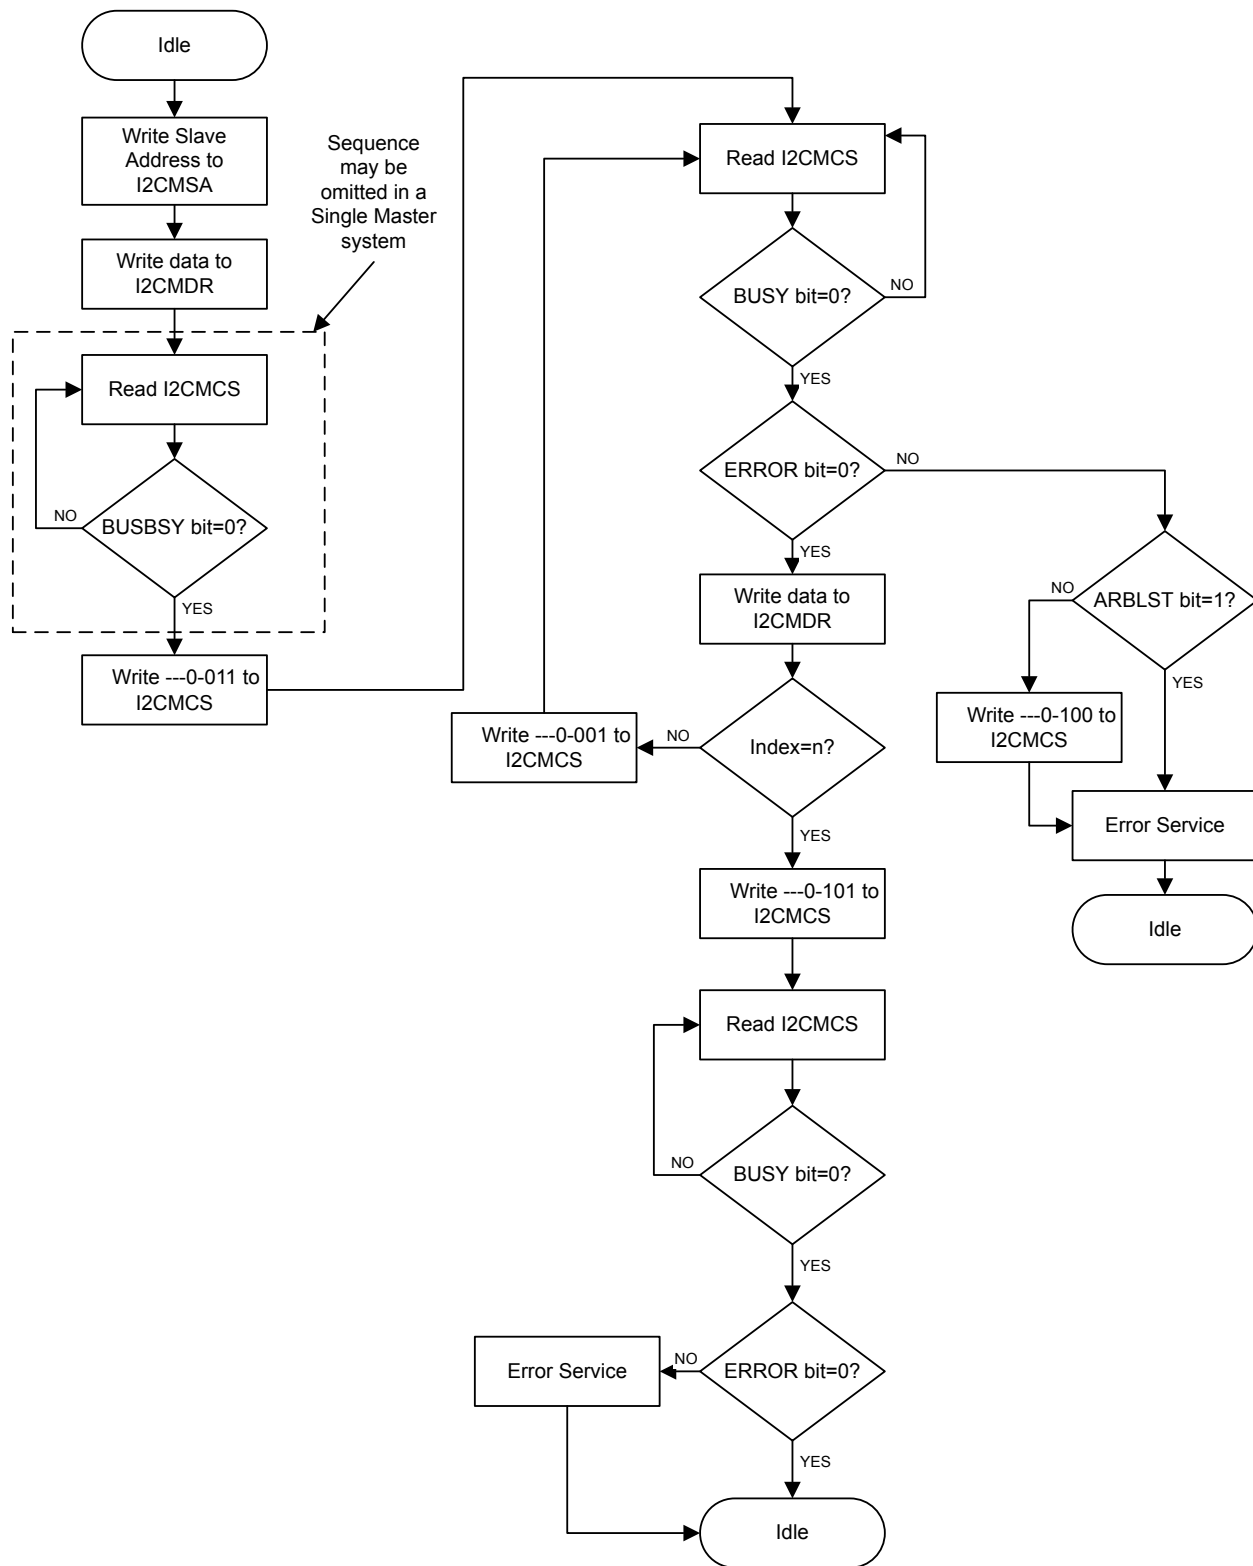 Idle
Write Slave
Address to
I2CMSA
Write data to
I2CMDR
Sequence
may be
omitted in a
Single Master
system
Read I2CMCS
BUSBSY bit=0?
NO
YES
Write ---0-011 to
I2CMCS
Read I2CMCS
BUSY bit=0?
NO
YES
ERROR bit=0?
NO
YES
Write data to
I2CMDR
Index=n?
NO
Write ---0-001 to
I2CMCS
YES
ARBLST bit=1?
NO
YES
Write ---0-100 to
I2CMCS
Error Service
Idle
Write ---0-101 to
I2CMCS
Read I2CMCS
BUSY bit=0?
NO
YES
ERROR bit=0?
NO
Error Service
YES
Idle